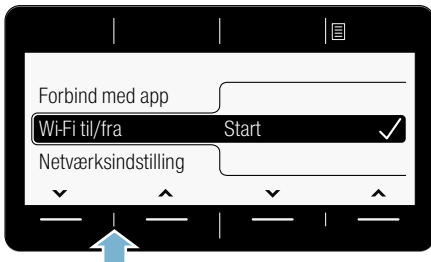 Forbind med app
Wi-Fi til/fra Start
Netværksindstilling